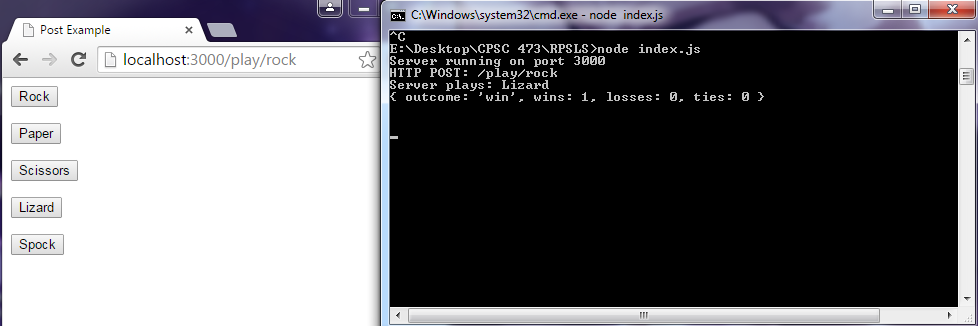 Post Example
localhost:3000/play/rock
Rock
Paper
Scissors
Lizard
Spock
C:\Windows\system32\cmd.exe - node  index.js
^C
E:\Desktop\CPSC 473\RPSLS>node index.js
Server running on port 3000
HTTP POST: /play/rock
Server plays: Lizard
{ outcome: 'win', wins: 1, losses: 0, ties: 0 }